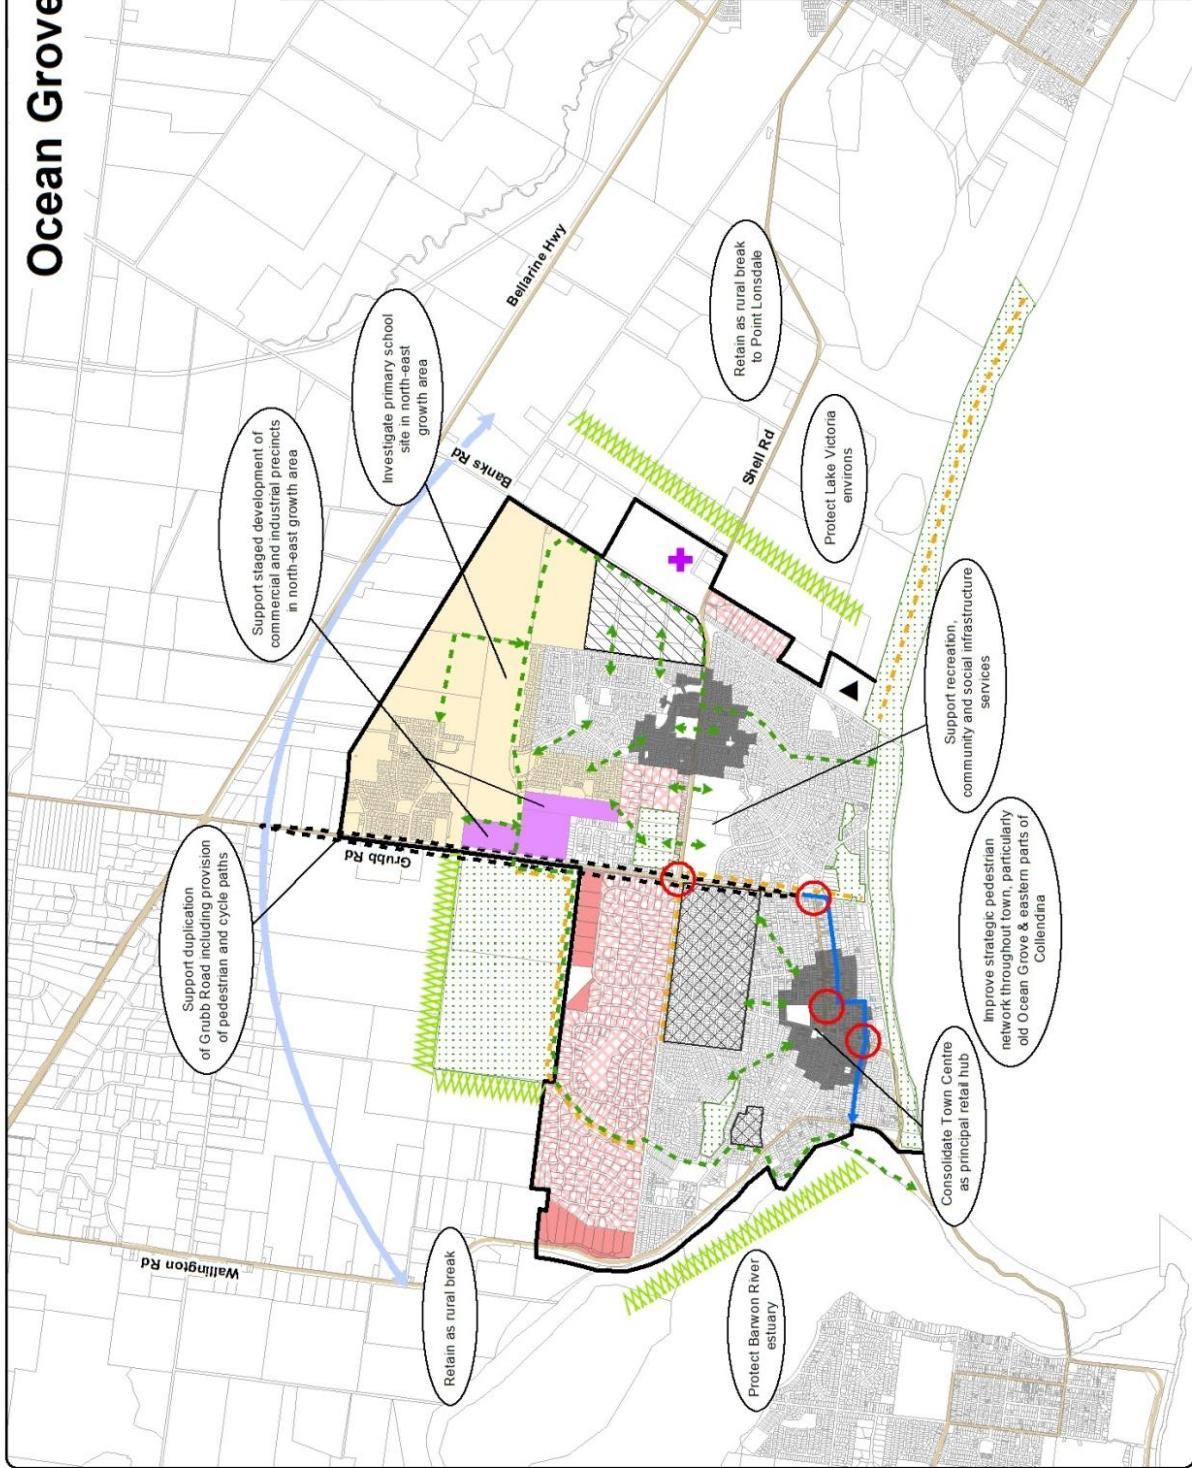 Ocean Grove
Bellarine Hwy
Banks Rd
Shell Rd
Grubb Rd
Wallington Rd
Investigate primary school
site in north-east
growth area
Support staged development of
commercial and industrial precincts
in north-east growth area
Retain as rural break
to Point Lonsdale
Protect Lake Victoria
environs
Support recreation,
community and social infrastructure
services
Support duplication
of Grubb Road including provision
of pedestrian and cycle paths
Improve strategic pedestrian
network throughout town, particularly
old Ocean Grove & eastern parts of
Collendina
Consolidate Town Centre
as principal retail hub
Retain as rural break
Protect Barwon River
estuary